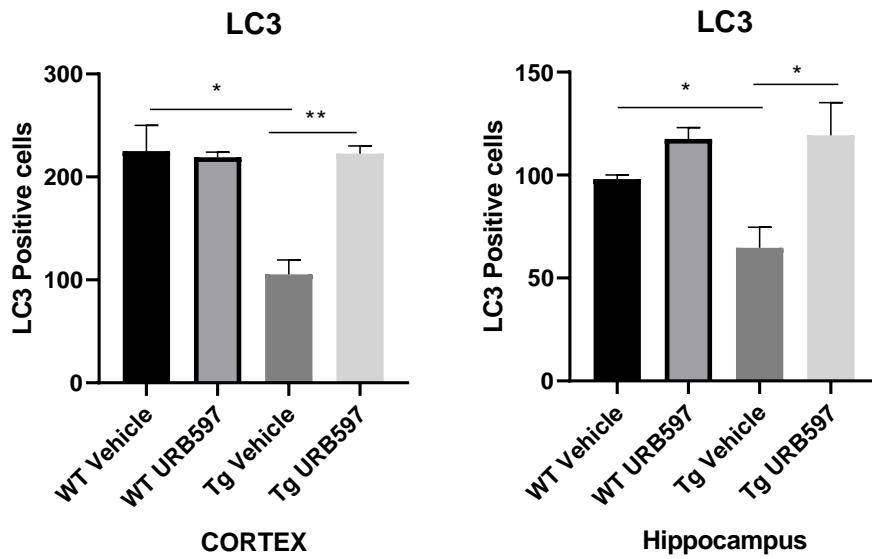 LC3
300
200
100
0
LC3 Positive cells
*
**
WT Vehicle
WT URB597
Tg Vehicle
Tg URB597
CORTEX
LC3
150
100
50
0
LC3 Positive cells
*
*
WT Vehicle
WT URB597
Tg Vehicle
Tg URB597
Hippocampus